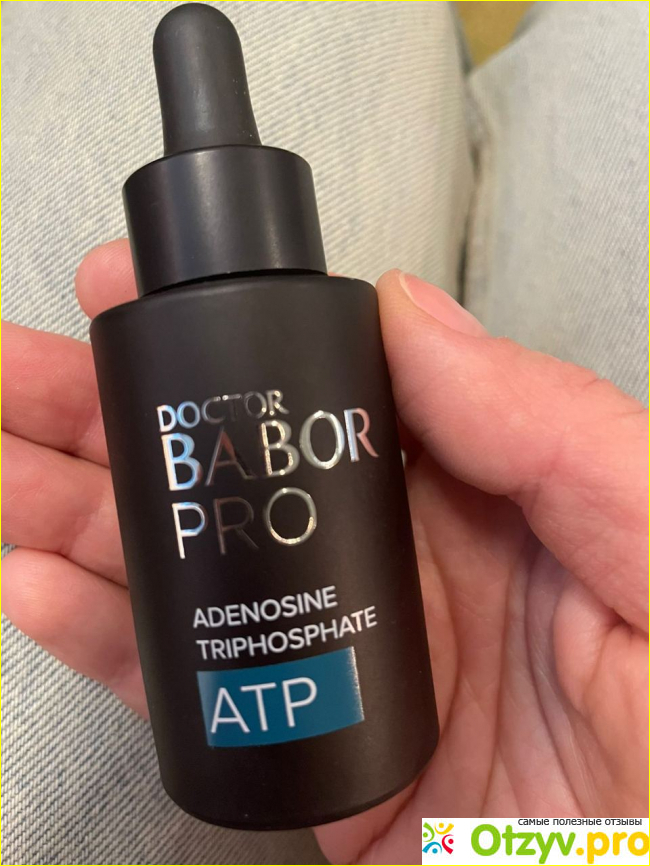 DOCTOR
BABOR
PRO
ADENOSINE
TRIPHOSPHATE
ATP
самые полезные отзывы
Otzyv.pro